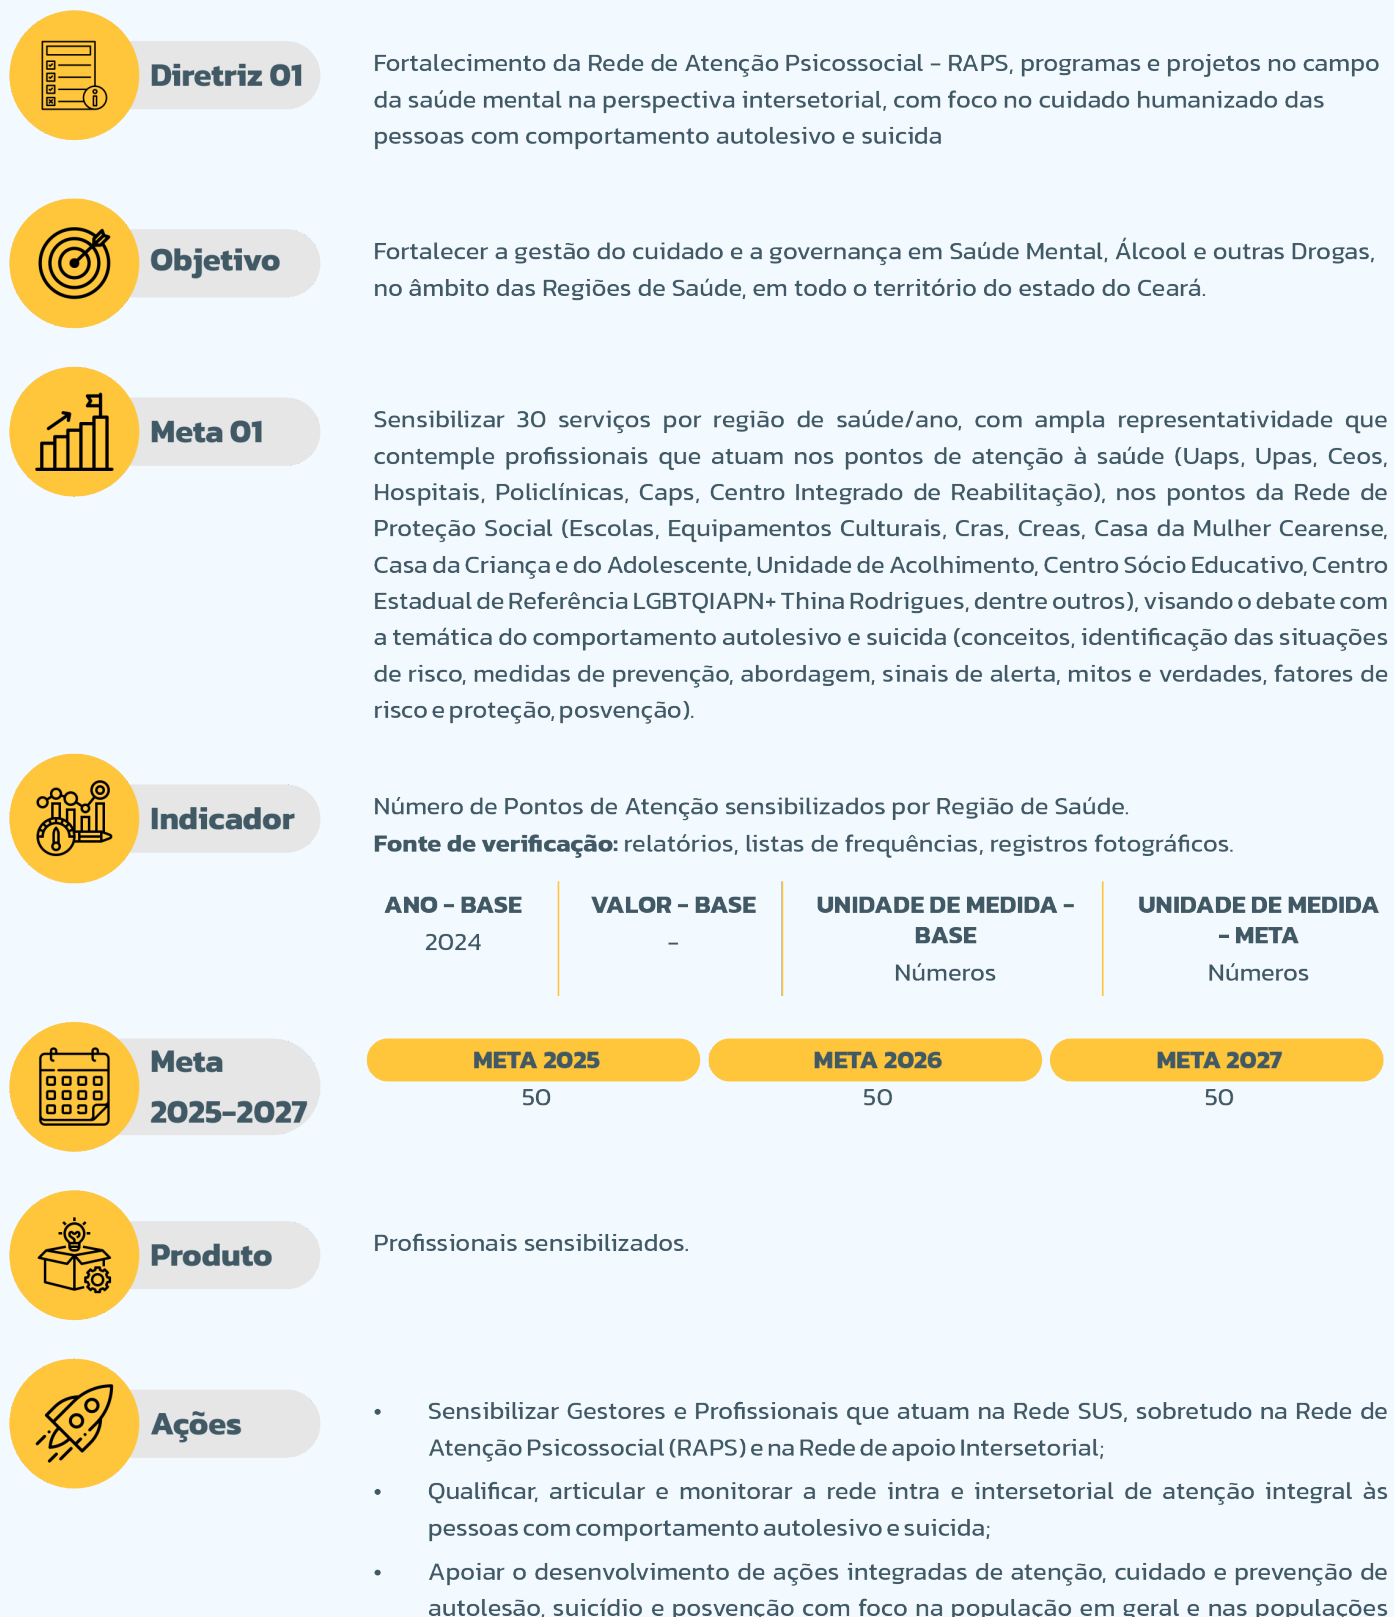 Diretriz 01
Fortalecimento da Rede de Atenção Psicossocial - RAPS, programas e projetos no campo
da saúde mental na perspectiva intersetorial, com foco no cuidado humanizado das
pessoas com comportamento autolesivo e suicida
Objetivo
Fortalecer a gestão do cuidado e a governança em Saúde Mental, Álcool e outras Drogas,
no âmbito das Regiões de Saúde, em todo o território do estado do Ceará.
Meta 01
Sensibilizar 30 serviços por região de saúde/ano, com ampla representatividade que
contemple profissionais que atuam nos pontos de atenção à saúde (Uaps, Upas, Ceos,
Hospitais, Policlínicas, Caps, Centro Integrado de Reabilitação), nos pontos da Rede de
Proteção Social (Escolas, Equipamentos Culturais, Cras, Creas, Casa da Mulher Cearense,
Casa da Criança e do Adolescente, Unidade de Acolhimento, Centro Sócio Educativo, Centro
Estadual de Referência LGBTQIAPN+ Thina Rodrigues, dentre outros), visando o debate com
a temática do comportamento autolesivo e suicida (conceitos, identificação das situações
de risco, medidas de prevenção, abordagem, sinais de alerta, mitos e verdades, fatores de
risco e proteção, posvenção).
Indicador
Número de Pontos de Atenção sensibilizados por Região de Saúde.
Fonte de verificação: relatórios, listas de frequências, registros fotográficos.
ANO - BASE
2024
VALOR - BASE
-
UNIDADE DE MEDIDA -
BASE
Números
UNIDADE DE MEDIDA
- META
Números
Meta
2025-2027
META 2025
50
META 2026
50
META 2027
50
Produto
Profissionais sensibilizados.
Ações
• Sensibilizar Gestores e Profissionais que atuam na Rede SUS, sobretudo na Rede de
Atenção Psicossocial (RAPS) e na Rede de apoio Intersetorial;
• Qualificar, articular e monitorar a rede intra e intersetorial de atenção integral às
pessoas com comportamento autolesivo e suicida;
• Apoiar o desenvolvimento de ações integradas de atenção, cuidado e prevenção de
autolesão, suicídio e posvenção com foco na população em geral e nas populações